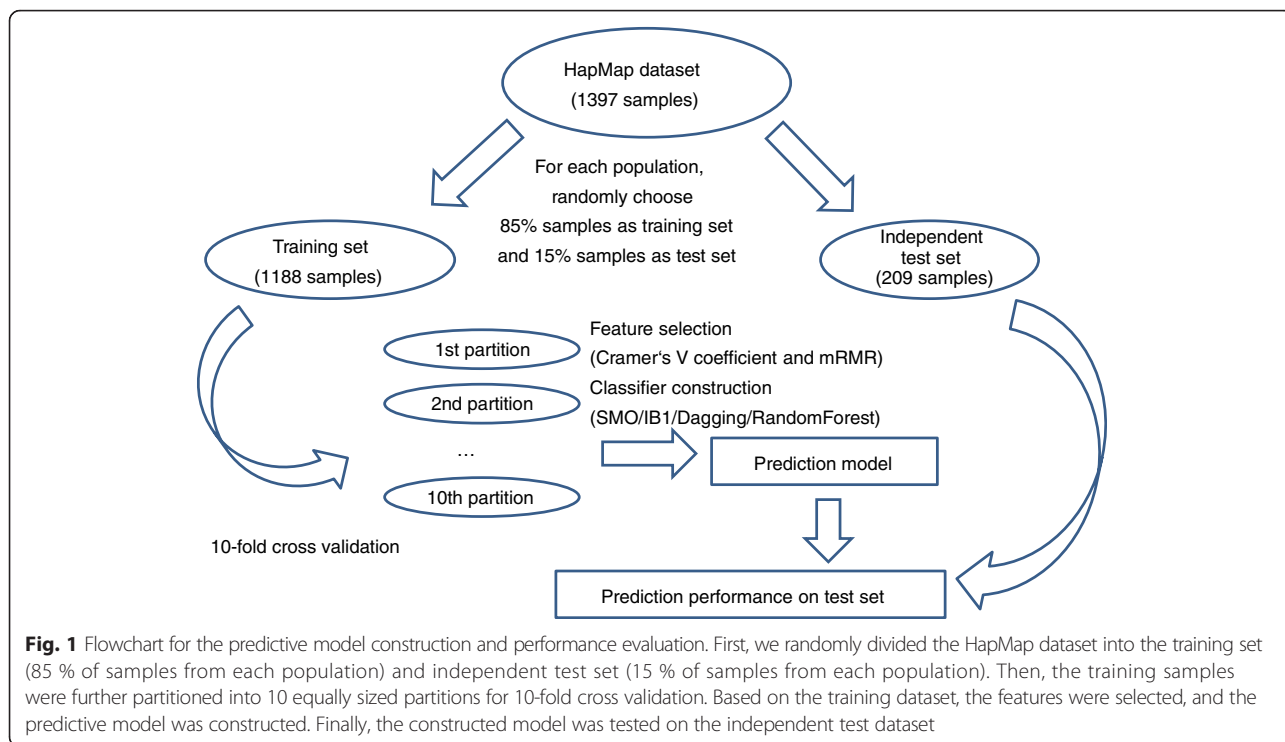 HapMap dataset
(1397 samples)
For each population,
randomly choose
85% samples as training set
and 15% samples as test set
Training set
(1188 samples)
Independent
test set
(209 samples)
1st partition
2nd partition
...
10th partition
10-fold cross validation
Feature selection
(Cramer‘s V coefficient and mRMR)
Classifier construction
(SMO/IB1/Dagging/RandomForest)
Prediction model
Prediction performance on test set
Fig. 1 Flowchart for the predictive model construction and performance evaluation. First, we randomly divided the HapMap dataset into the training set
(85 % of samples from each population) and independent test set (15 % of samples from each population). Then, the training samples
were further partitioned into 10 equally sized partitions for 10-fold cross validation. Based on the training dataset, the features were selected, and the
predictive model was constructed. Finally, the constructed model was tested on the independent test dataset